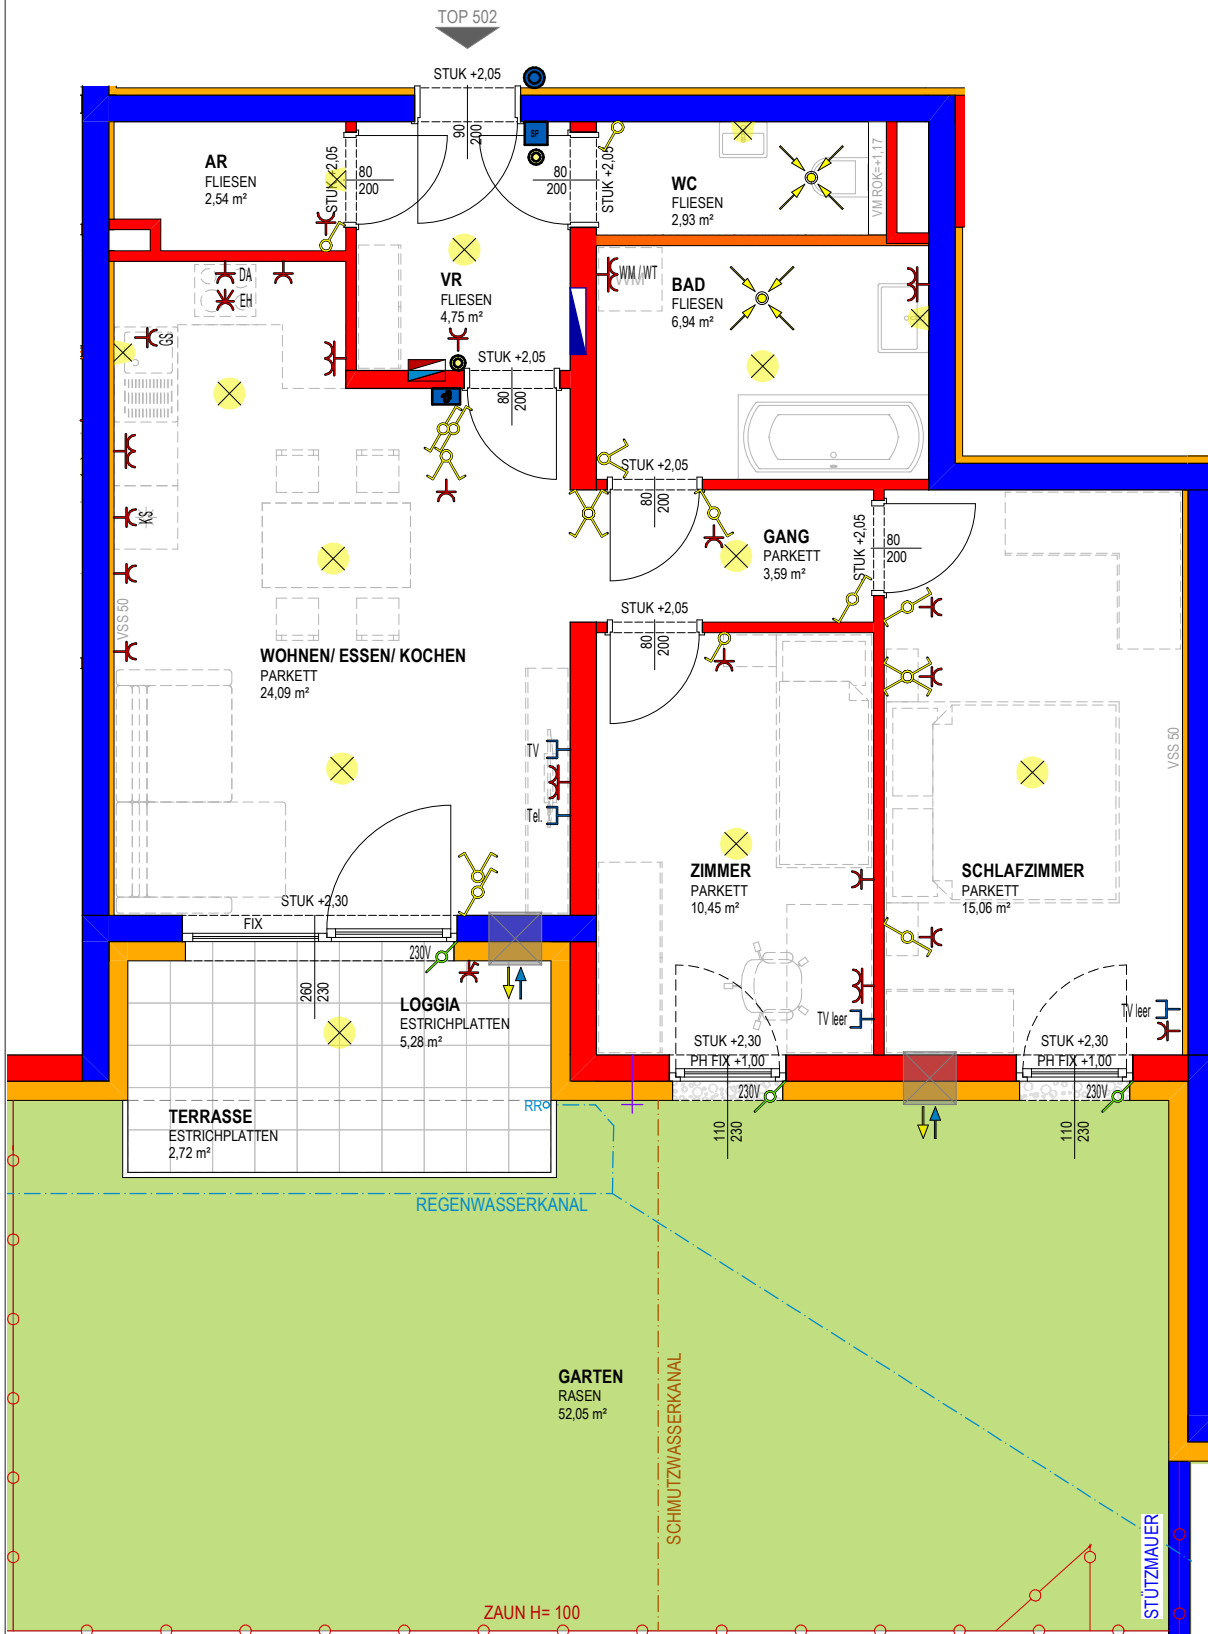 TOP 502
STUK +2,05
90
200
SP
AR
FLIESEN
2,54 m²
STUK +2,05
80
200
80
200
STUK +2,05
WC
FLIESEN
2,93 m²
VM ROK=+1,17
DA
EH
GS
VR
FLIESEN
4,75 m²
WM / WT
WM
BAD
FLIESEN
6,94 m²
STUK +2,05
80
200
STUK +2,05
80
200
KS
VSS 50
GANG
PARKETT
3,59 m²
STUK +2,05
80
200
STUK +2,05
80
200
WOHNEN/ ESSEN/ KOCHEN
PARKETT
24,09 m²
TV
Tel.
VSS 50
ZIMMER
PARKETT
10,45 m²
SCHLAFZIMMER
PARKETT
15,06 m²
STUK +2,30
FIX
230V
260
230
LOGGIA
ESTRICHPLATTEN
5,28 m²
TV leer
TV leer
STUK +2,30
PH FIX +1,00
230V
110
230
STUK +2,30
PH FIX +1,00
230V
110
230
RR
TERRASSE
ESTRICHPLATTEN
2,72 m²
REGENWASSERKANAL
GARTEN
RASEN
52,05 m²
SCHMUTZWASSERKANAL
STÜTZMAUER
ZAUN H= 100